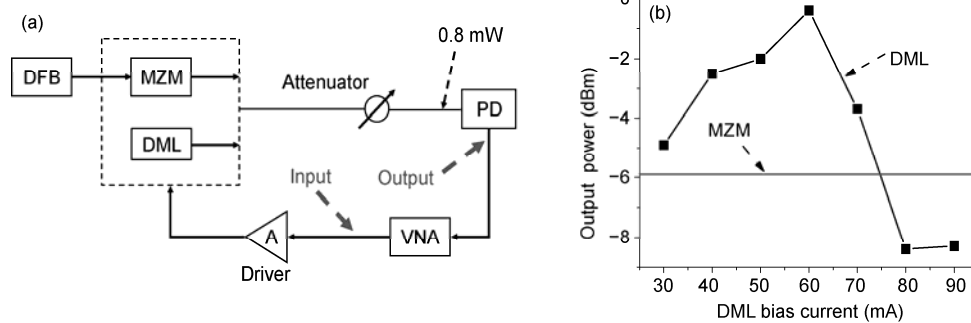 (a)
0.8 mW
DFB
MZM
Attenuator
PD
DML
Input
Output
A
VNA
Driver
(b)
Output power (dBm)
0
−2
−4
−6
−8
DML
MZM
30 40 50 60 70 80 90
DML bias current (mA)